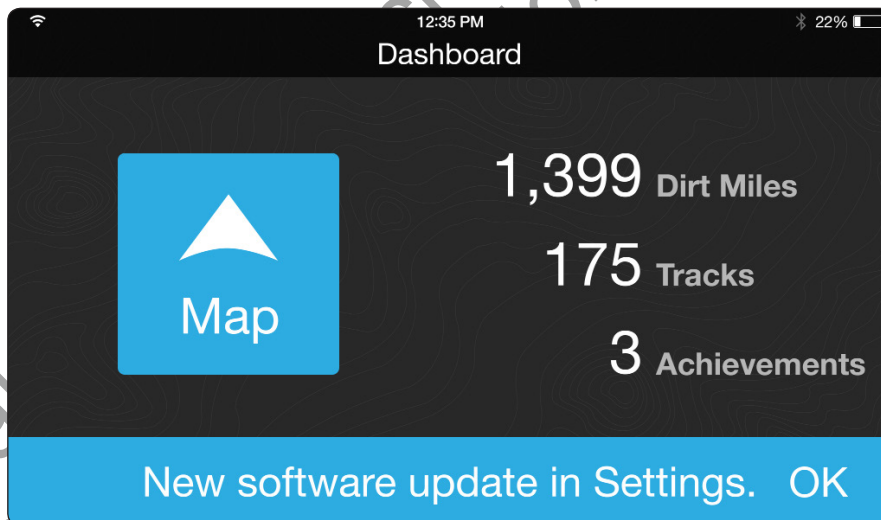 12:35 PM
22%
Dashboard
1,399 Dirt Miles
175 Tracks
3 Achievements
Map
New software update in Settings. OK